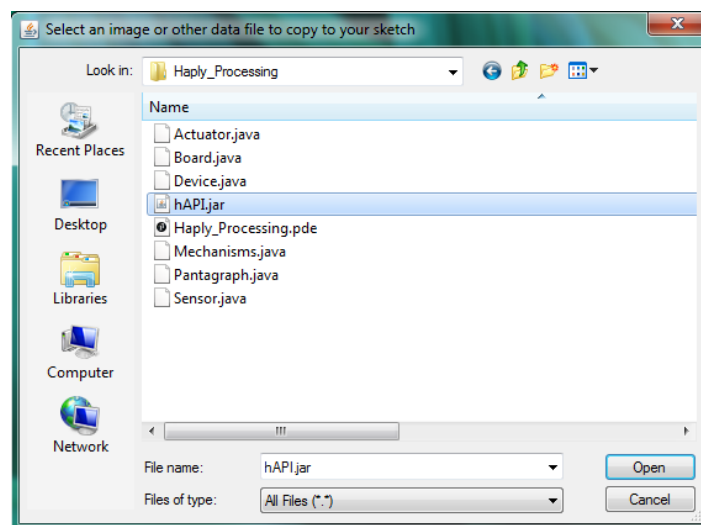 Select an image or other data file to copy to your sketch
Look in: Haply_Processing
Name
Recent Places
Desktop
Libraries
Computer
Network
Actuator.java
Board.java
Device.java
hAPI.jar
Haply_Processing.pde
Mechanisms.java
Pantagraph.java
Sensor.java
File name: hAPI.jar Open
Files of type: All Files (*.*) Cancel